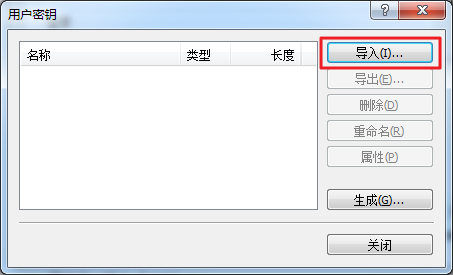 用户密钥
名称 类型 长度
导入(I)...
导出(E)...
删除(D)
重命名(R)
属性(P)
生成(G)...
关闭